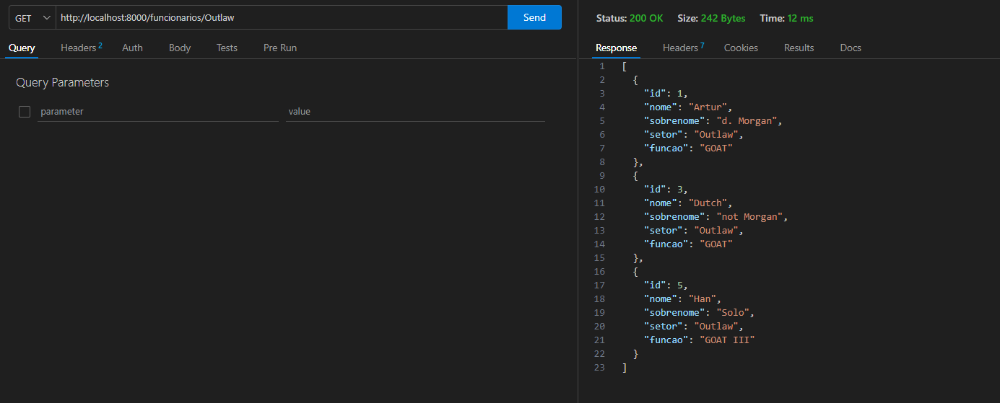 GET http://localhost:8000/funcionarios/Outlaw Send
Query Headers 2 Auth Body Tests Pre Run
Query Parameters
parameter value
Status: 200 OK Size: 242 Bytes Time: 12 ms
Response Headers 7 Cookies Results Docs
1 [
2 {
3 "id": 1,
4 "nome": "Artur",
5 "sobrenome": "d. Morgan",
6 "setor": "Outlaw",
7 "funcao": "GOAT"
8 },
9 {
10 "id": 3,
11 "nome": "Dutch",
12 "sobrenome": "not Morgan",
13 "setor": "Outlaw",
14 "funcao": "GOAT"
15 },
16 {
17 "id": 5,
18 "nome": "Han",
19 "sobrenome": "Solo",
20 "setor": "Outlaw",
21 "funcao": "GOAT III"
22 }
23 ]